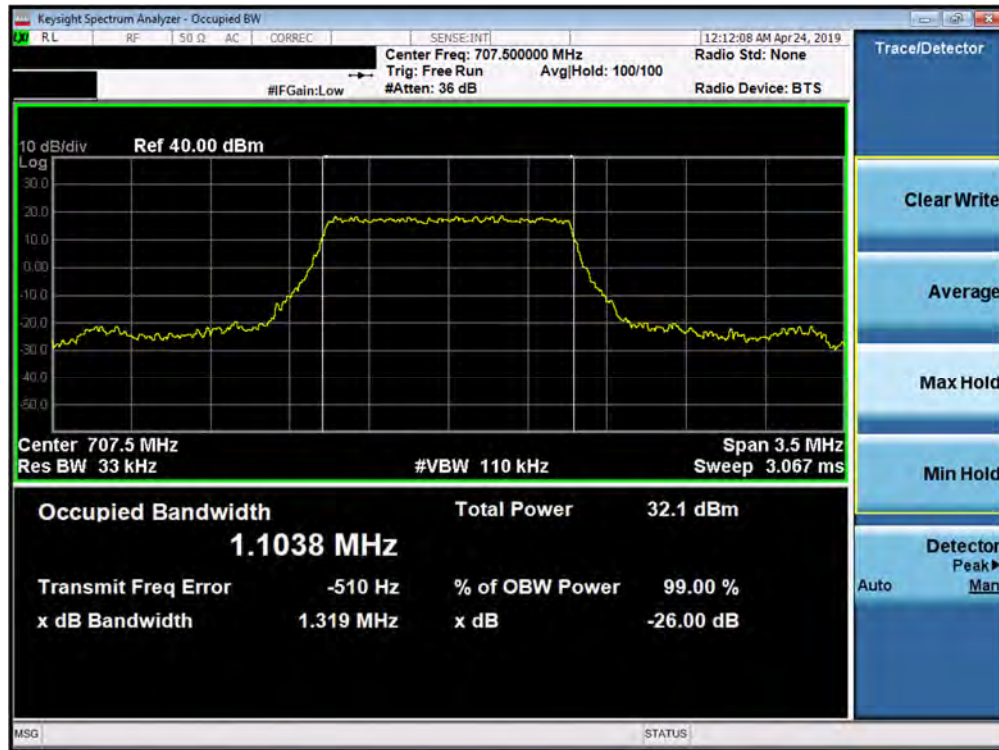 Keysight Spectrum Analyzer - Occupied BW
LXI RL RF 50 Ω AC CORREC SENSE:INT 12:12:08 AM Apr 24, 2019
Center Freq: 707.500000 MHz Radio Std: None
Trig: Free Run Avg|Hold: 100/100
#IFGain:Low #Atten: 36 dB Radio Device: BTS
10 dB/div Ref 40.00 dBm
Log
30.0
20.0
10.0
0.00
-10.0
-20.0
-30.0
-40.0
-50.0
Center 707.5 MHz Span 3.5 MHz
Res BW 33 kHz #VBW 110 kHz Sweep 3.067 ms
Occupied Bandwidth Total Power 32.1 dBm
1.1038 MHz
Transmit Freq Error -510 Hz % of OBW Power 99.00 %
x dB Bandwidth 1.319 MHz x dB -26.00 dB
MSG STATUS
Trace/Detector
Clear Write
Average
Max Hold
Min Hold
Detector
Peak▶
Auto Man